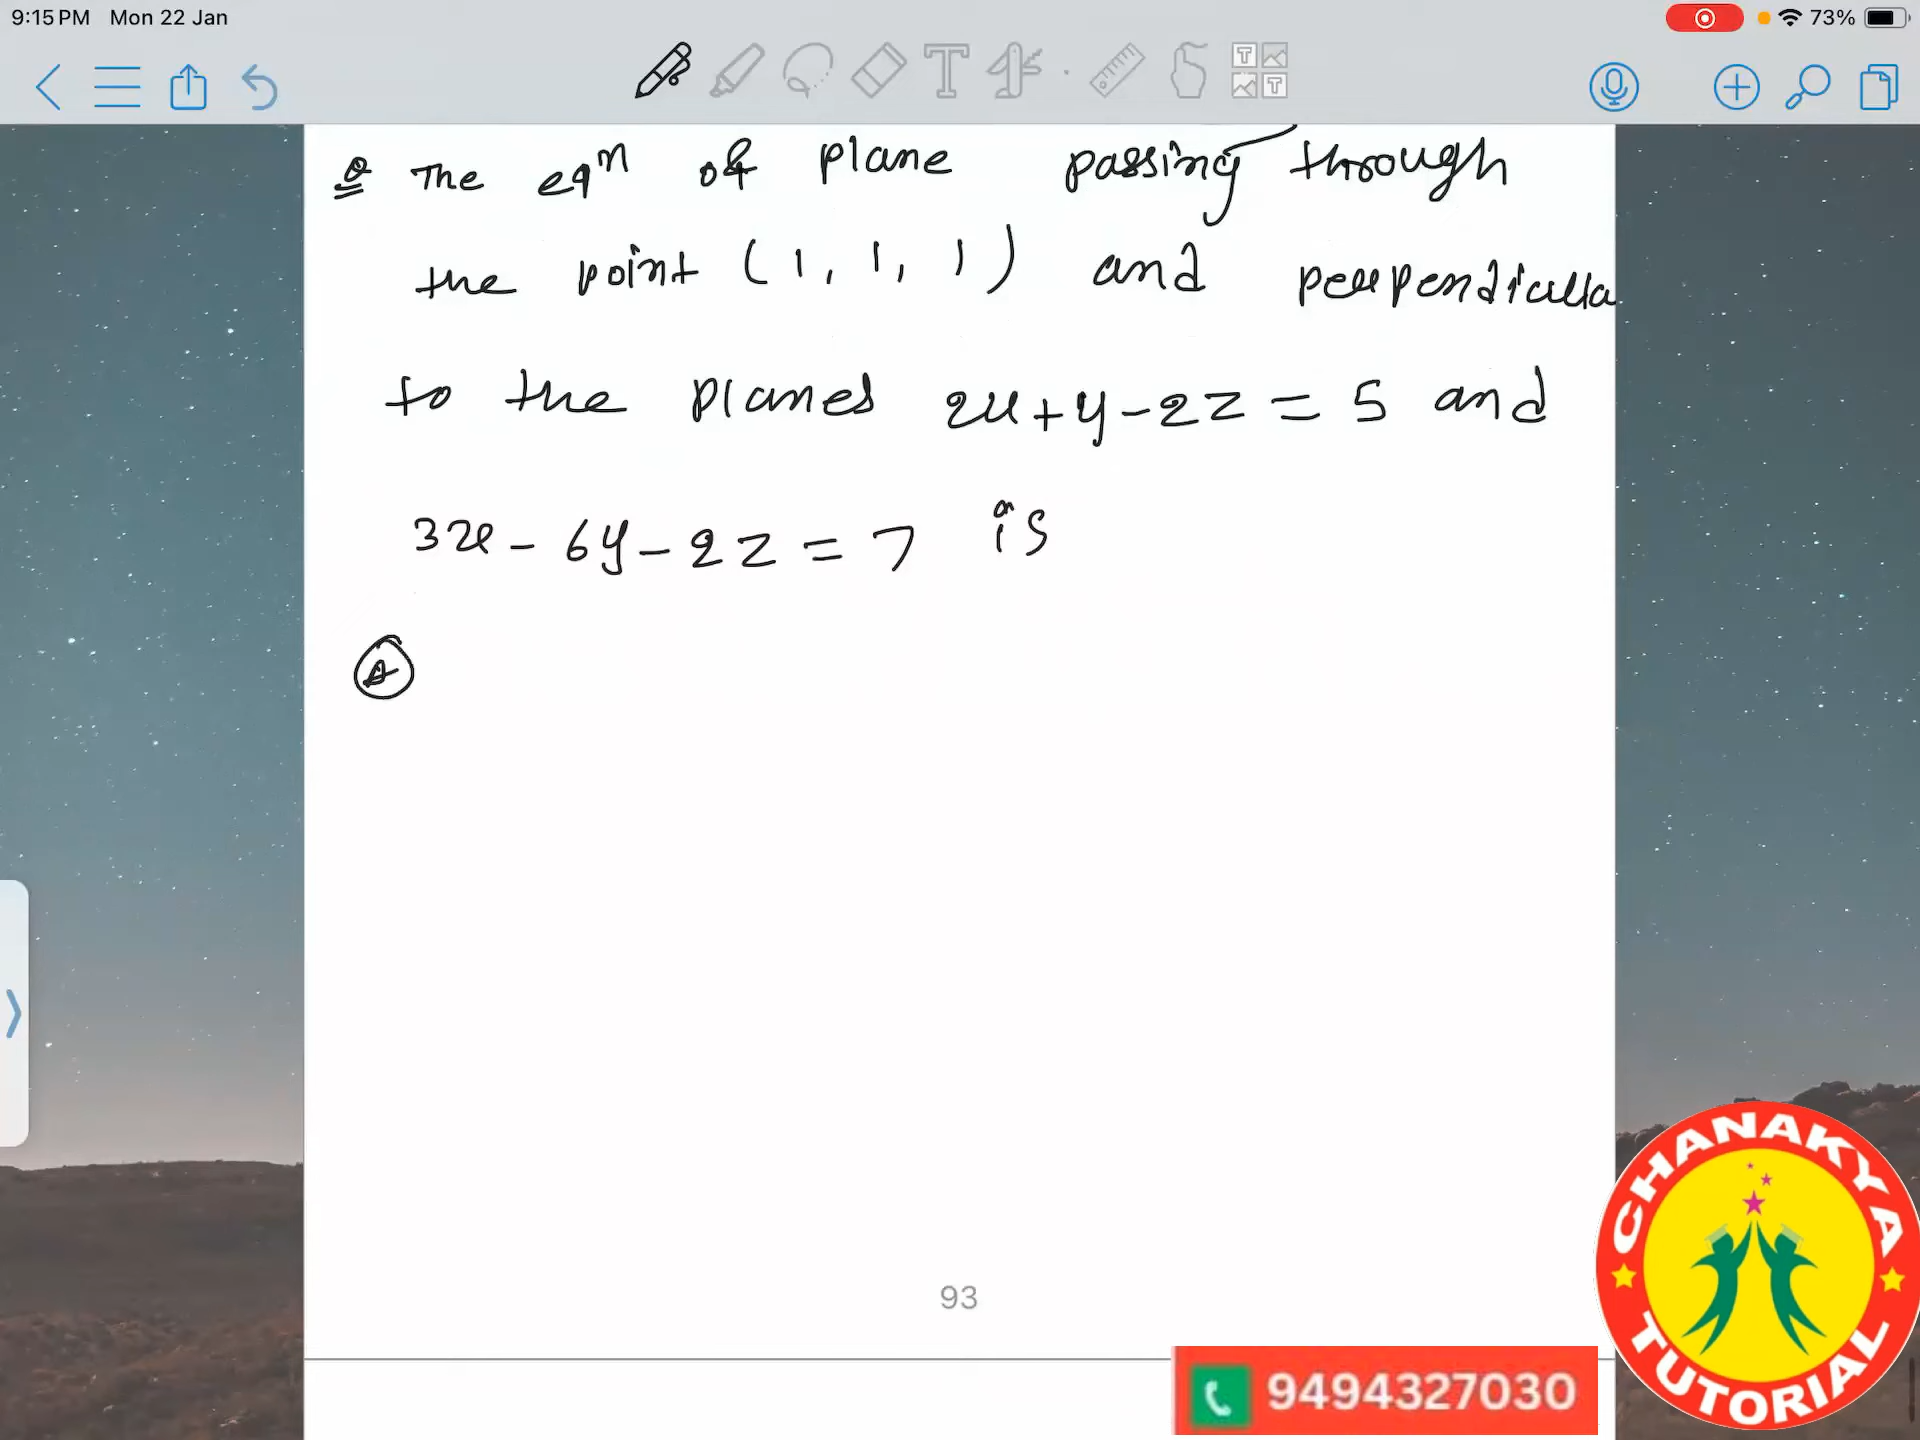 9:15 PM Mon 22 Jan
73%
Q The eqn of plane passing through
the point (1, 1, 1) and perpendicula
to the planes 2x+y-2z = 5 and
3x - 6y - 2z = 7 is
A
93
CHANAKYA
TUTORIAL
9494327030